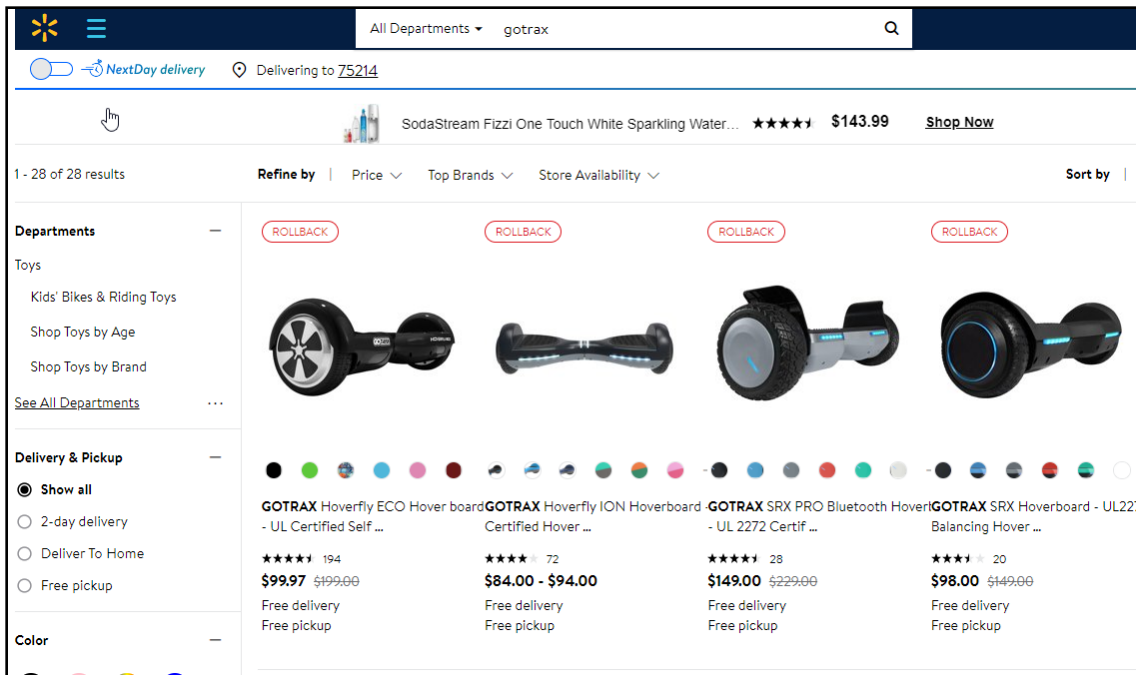 All Departments gotrax
NextDay delivery Delivering to 75214
SodaStream Fizzi One Touch White Sparkling Water... $143.99 Shop Now
1 - 28 of 28 results Refine by | Price Top Brands Store Availability Sort by |
Departments
Toys
Kids' Bikes & Riding Toys
Shop Toys by Age
Shop Toys by Brand
See All Departments ...
Delivery & Pickup
Show all
2-day delivery
Deliver To Home
Free pickup
Color
ROLLBACK
GOTRAX Hoverfly ECO Hover board
- UL Certified Self ...
194
$99.97 $199.00
Free delivery
Free pickup
ROLLBACK
GOTRAX Hoverfly ION Hoverboard -
Certified Hover ...
72
$84.00 - $94.00
Free delivery
Free pickup
ROLLBACK
GOTRAX SRX PRO Bluetooth Hover
- UL 2272 Certif ...
28
$149.00 $229.00
Free delivery
Free pickup
ROLLBACK
GOTRAX SRX Hoverboard - UL227
Balancing Hover ...
20
$98.00 $149.00
Free delivery
Free pickup